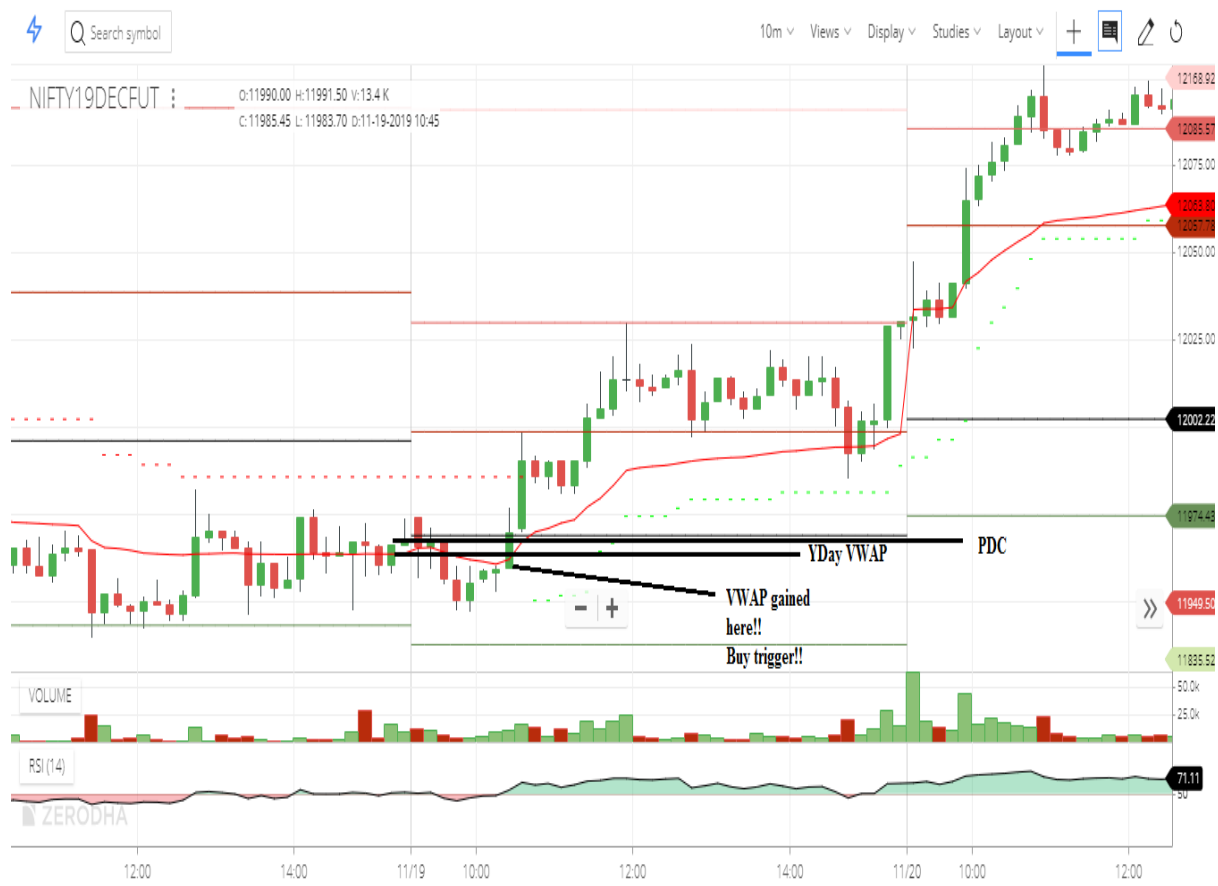 Search symbol
10m Views Display Studies Layout
NIFTY19DECFUT
O:11990.00 H:11991.50 V:13.4 K
C:11985.45 L: 11983.70 D:11-19-2019 10:45
12168.92
12085.57
12075.00
12063.80
12057.78
12050.00
12025.00
12002.22
11974.43
PDC
YDay VWAP
VWAP gained
here!!
Buy trigger!!
11949.50
11835.52
VOLUME
50.0k
25.0k
RSI (14)
71.11
50
ZERODHA
12:00 14:00 11/19 10:00 12:00 14:00 11/20 10:00 12:00